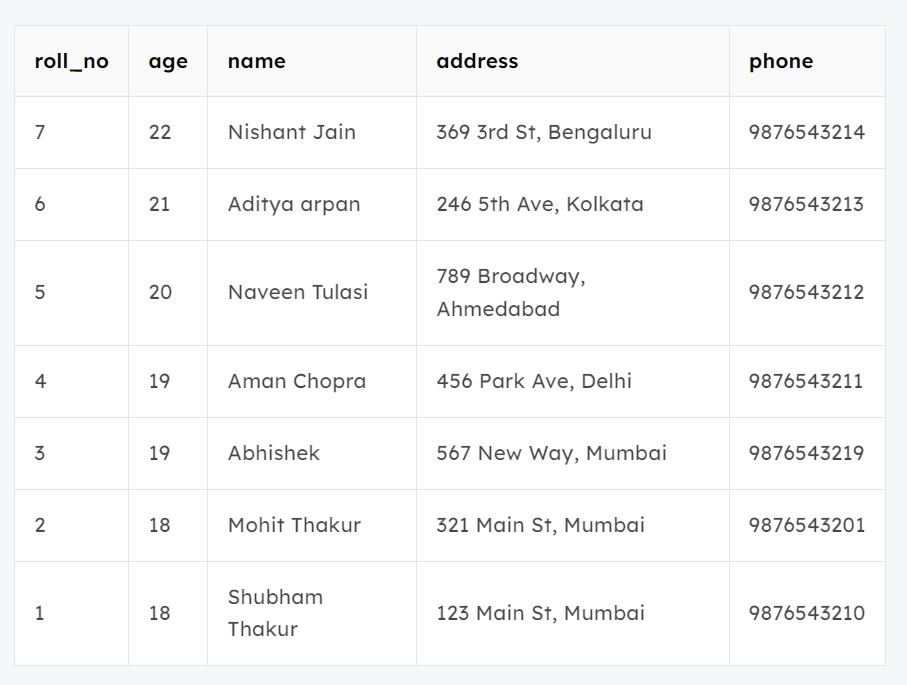 roll_no age name address phone
7 22 Nishant Jain 369 3rd St, Bengaluru 9876543214
6 21 Aditya arpan 246 5th Ave, Kolkata 9876543213
5 20 Naveen Tulasi 789 Broadway,
Ahmedabad 9876543212
4 19 Aman Chopra 456 Park Ave, Delhi 9876543211
3 19 Abhishek 567 New Way, Mumbai 9876543219
2 18 Mohit Thakur 321 Main St, Mumbai 9876543201
1 18 Shubham
Thakur 123 Main St, Mumbai 9876543210